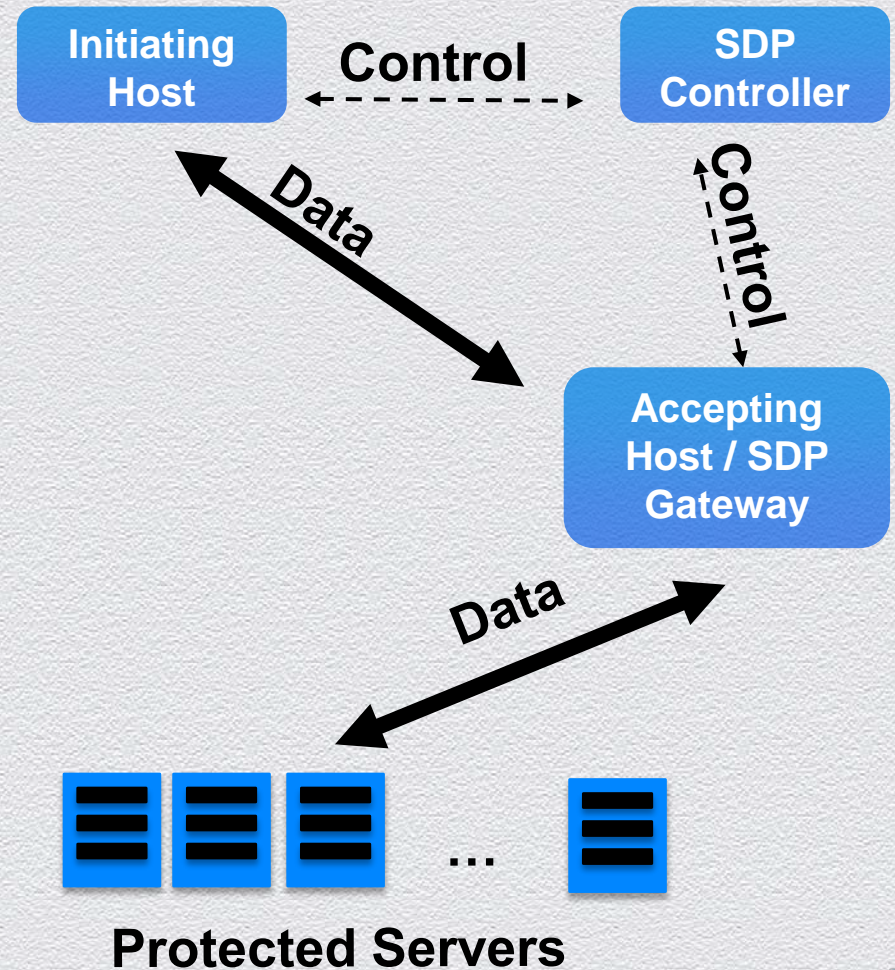 Initiating
Host
Control
SDP
Controller
Control
Data
Accepting
Host / SDP
Gateway
Data
...
Protected Servers